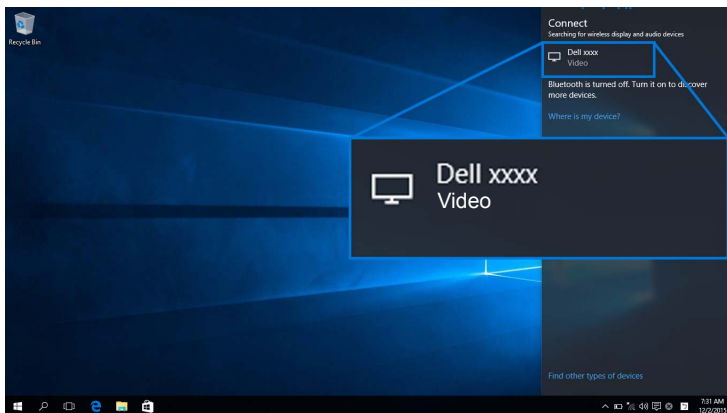 Recycle Bin
Connect
Searching for wireless display and audio devices
Dell xxxx
Video
Bluetooth is turned off. Turn it on to discover
more devices.
Where is my device?
Dell xxxx
Video
Find other types of devices
7:31 AM